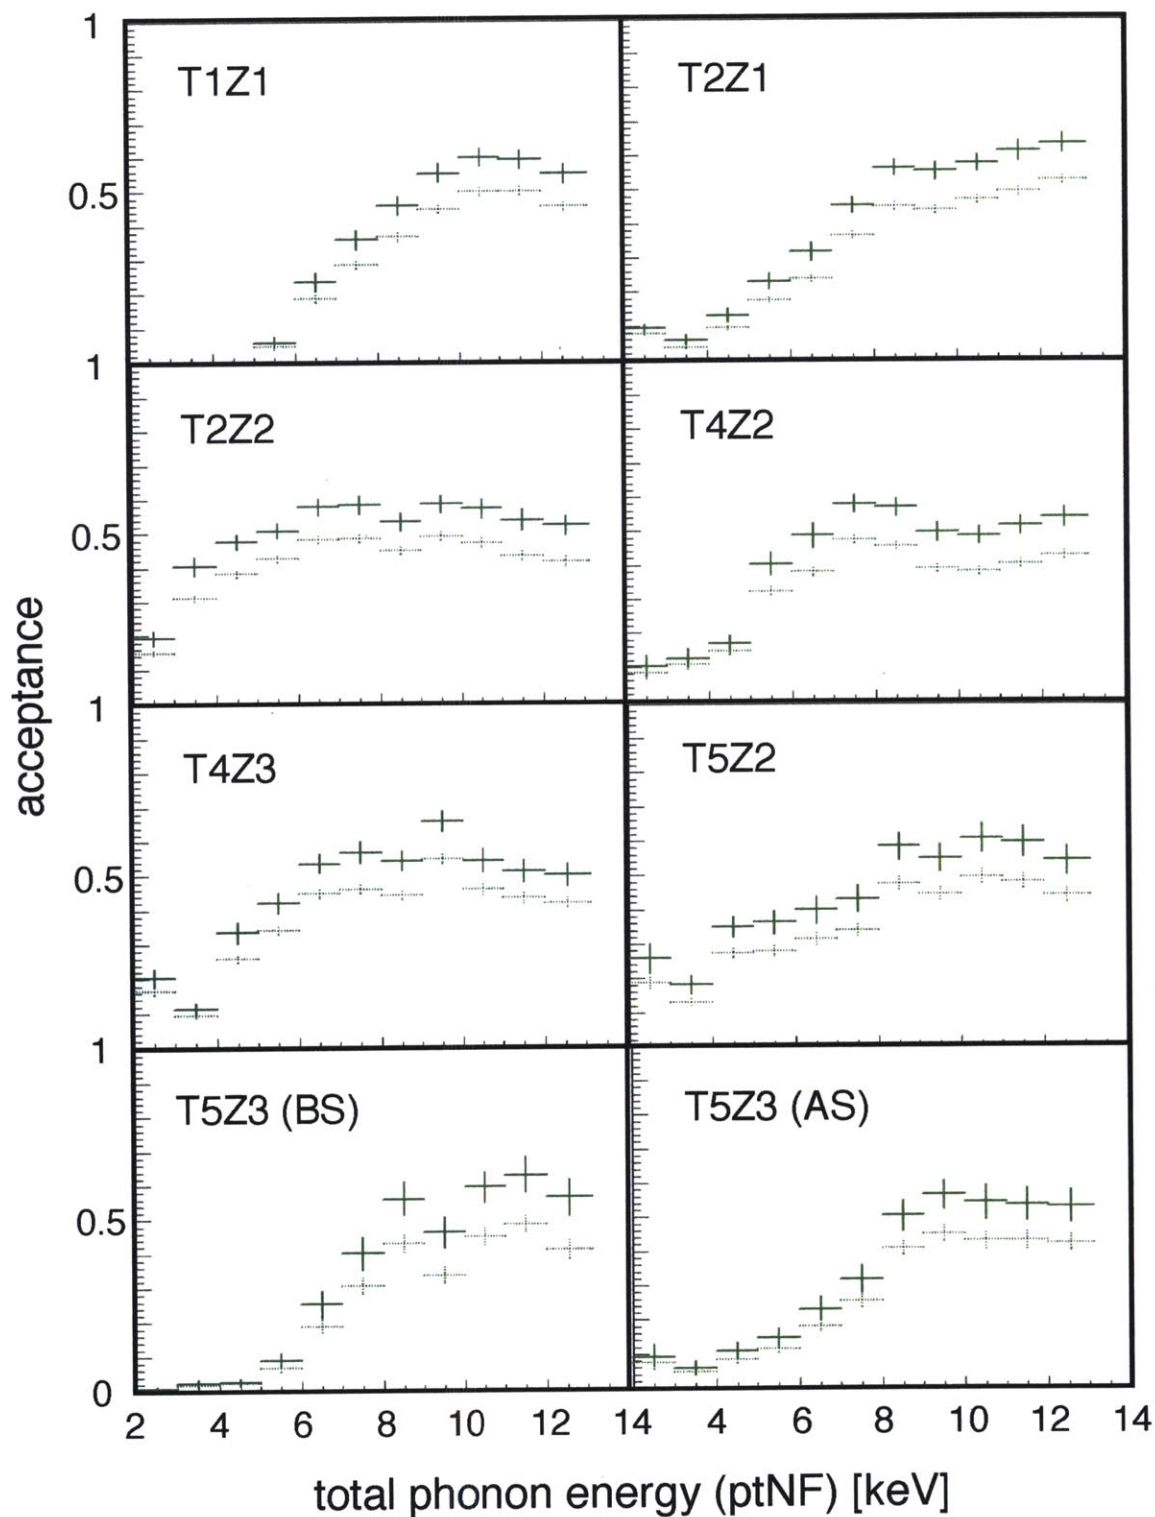 1
T1Z1
T2Z1
0.5
1
T2Z2
T4Z2
0.5
acceptance
1
T4Z3
T5Z2
0.5
1
T5Z3 (BS)
T5Z3 (AS)
0.5
0
2 4 6 8 10 12 14 4 6 8 10 12 14
total phonon energy (ptNF) [keV]